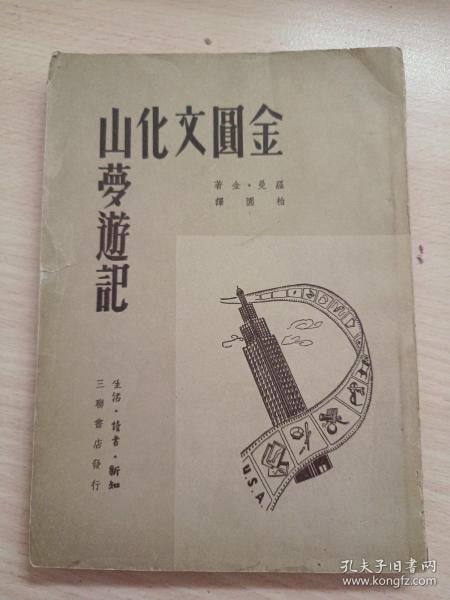 金圓文化山
夢遊記
羅曼・金著
柏園譯
生活・讀書・新知
三聯書店發行
U.S.A.
孔夫子旧书网
www.kongfz.com